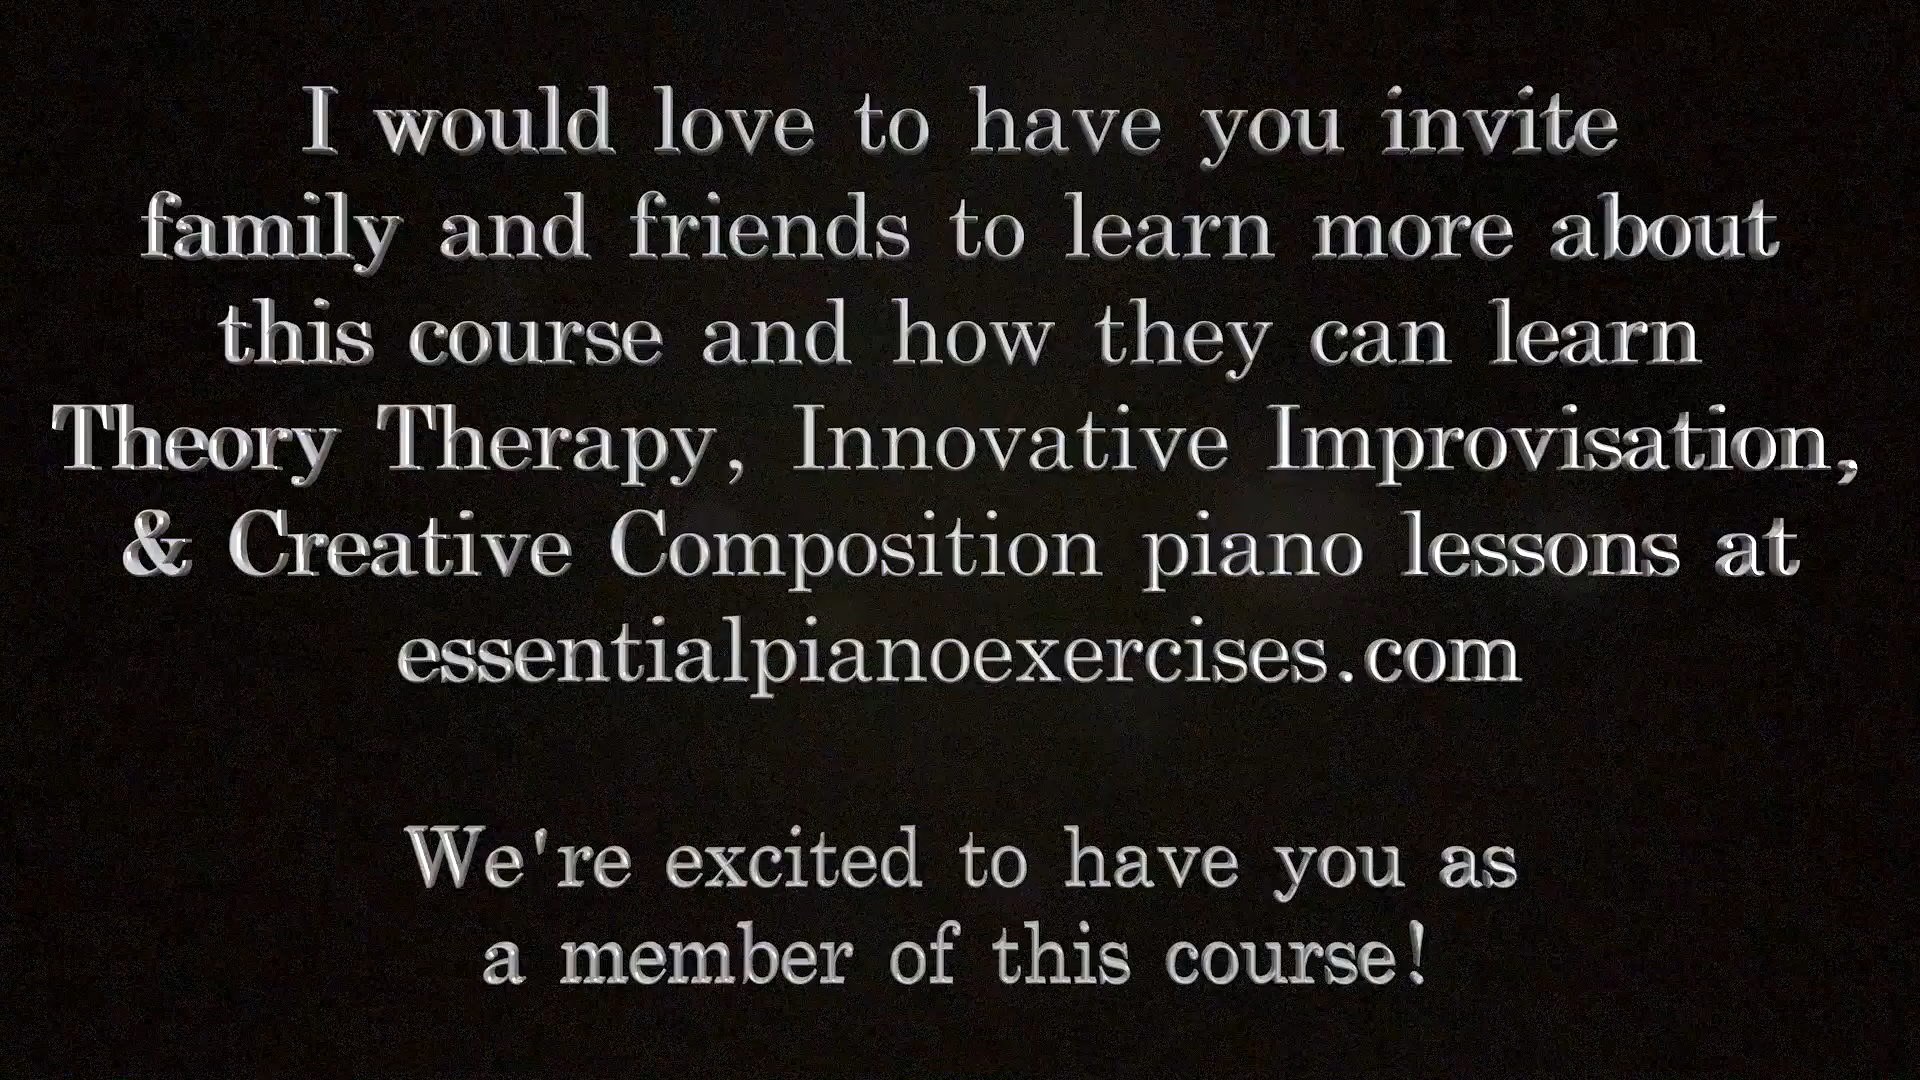 I would love to have you invite
family and friends to learn more about
this course and how they can learn
Theory Therapy, Innovative Improvisation,
& Creative Composition piano lessons at
essentialpianoexercises.com
We're excited to have you as
a member of this course!